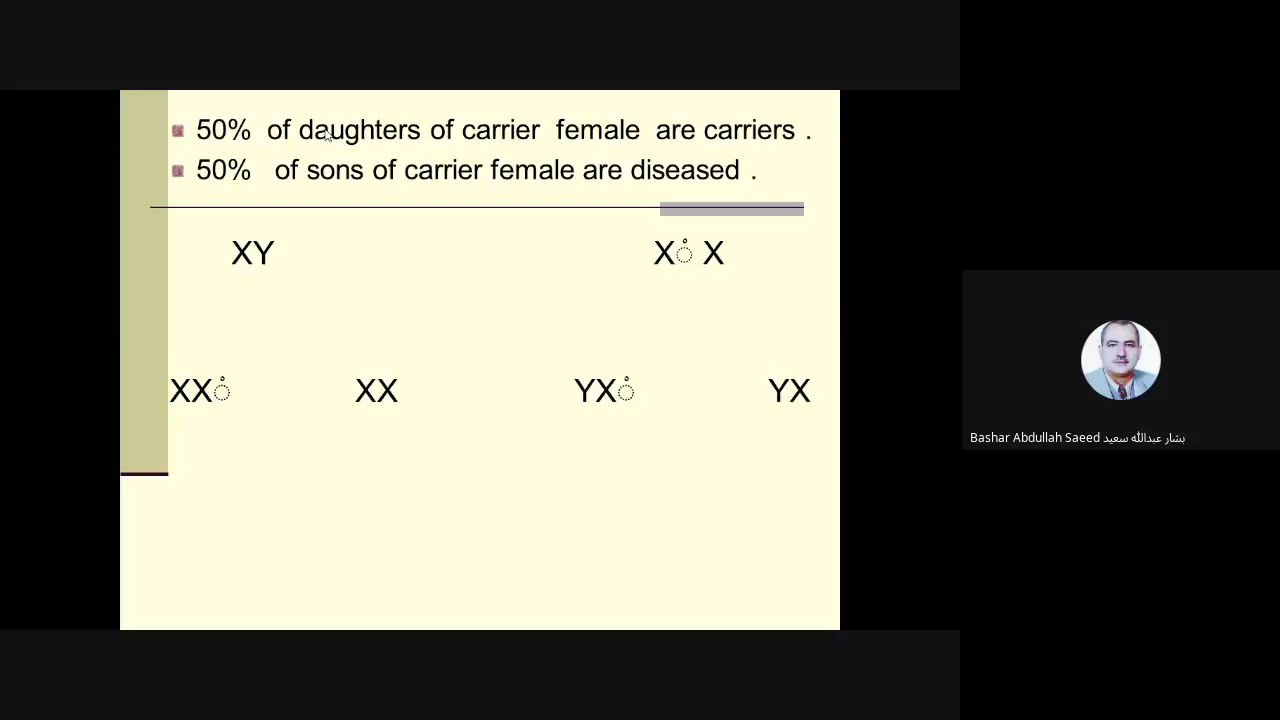 50% of daughters of carrier female are carriers .
50% of sons of carrier female are diseased .
XY X◌ْ X
XX◌ْ XX YX◌ْ YX
Bashar Abdullah Saeed بشار عبدالله سعيد